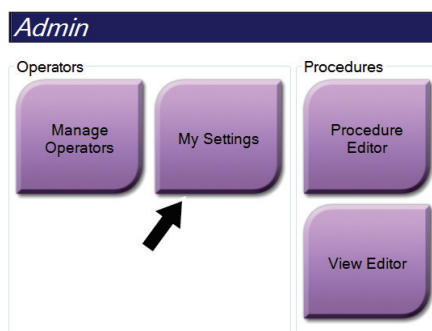 Admin
Operators
Manage
Operators
My Settings
Procedures
Procedure
Editor
View Editor